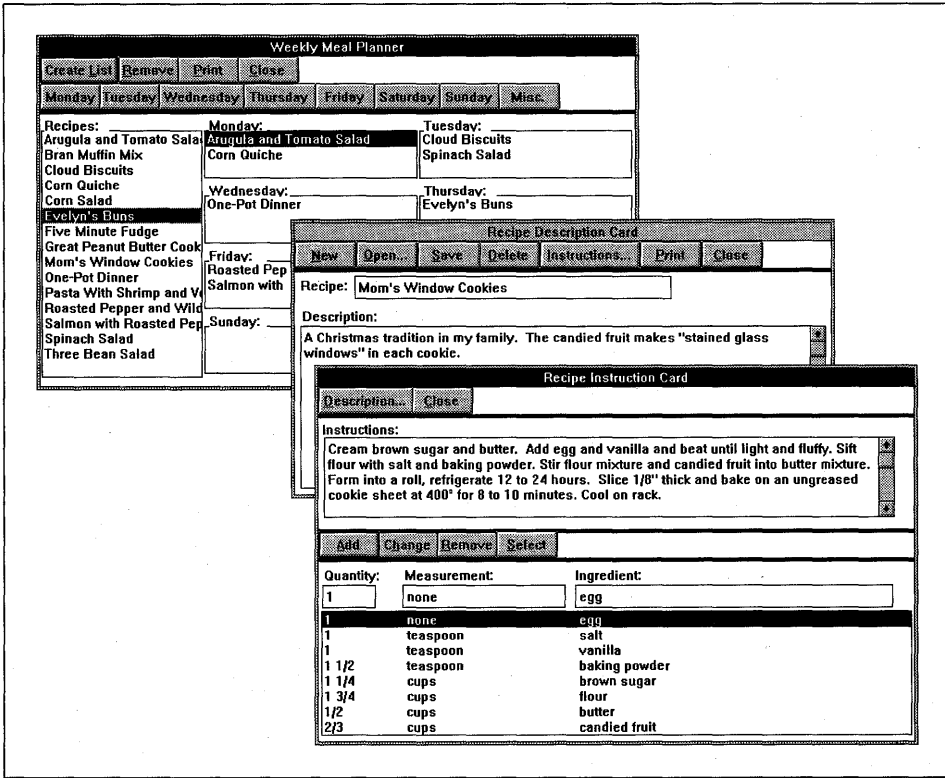 Weekly Meal Planner
Create List Remove Print Close
Monday Tuesday Wednesday Thursday Friday Saturday Sunday Misc.
Recipes:
Arugula and Tomato Sala
Bran Muffin Mix
Cloud Biscuits
Corn Quiche
Corn Salad
Evelyn's Buns
Five Minute Fudge
Great Peanut Butter Cook
Mom's Window Cookies
One-Pot Dinner
Pasta With Shrimp and V
Roasted Pepper and Wild
Salmon with Roasted Pep
Spinach Salad
Three Bean Salad
Monday:
Arugula and Tomato Salad
Corn Quiche
Tuesday:
Cloud Biscuits
Spinach Salad
Wednesday:
One-Pot Dinner
Thursday:
Evelyn's Buns
Friday:
Roasted Pep
Salmon with
Sunday:
Recipe Description Card
New Open... Save Delete Instructions... Print Close
Recipe: Mom's Window Cookies
Description:
A Christmas tradition in my family. The candied fruit makes "stained glass
windows" in each cookie.
Recipe Instruction Card
Description... Close
Instructions:
Cream brown sugar and butter. Add egg and vanilla and beat until light and fluffy. Sift
flour with salt and baking powder. Stir flour mixture and candied fruit into butter mixture.
Form into a roll, refrigerate 12 to 24 hours. Slice 1/8" thick and bake on an ungreased
cookie sheet at 400° for 8 to 10 minutes. Cool on rack.
Add Change Remove Select
Quantity: Measurement: Ingredient:
1 none egg
1 none egg
1 teaspoon salt
1 teaspoon vanilla
1 1/2 teaspoon baking powder
1 1/4 cups brown sugar
1 3/4 cups flour
1/2 cups butter
2/3 cups candied fruit